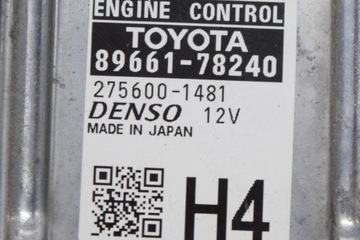 ENGINE CONTROL
TOYOTA
89661-78240
275600-1481
DENSO 12V
MADE IN JAPAN
H4